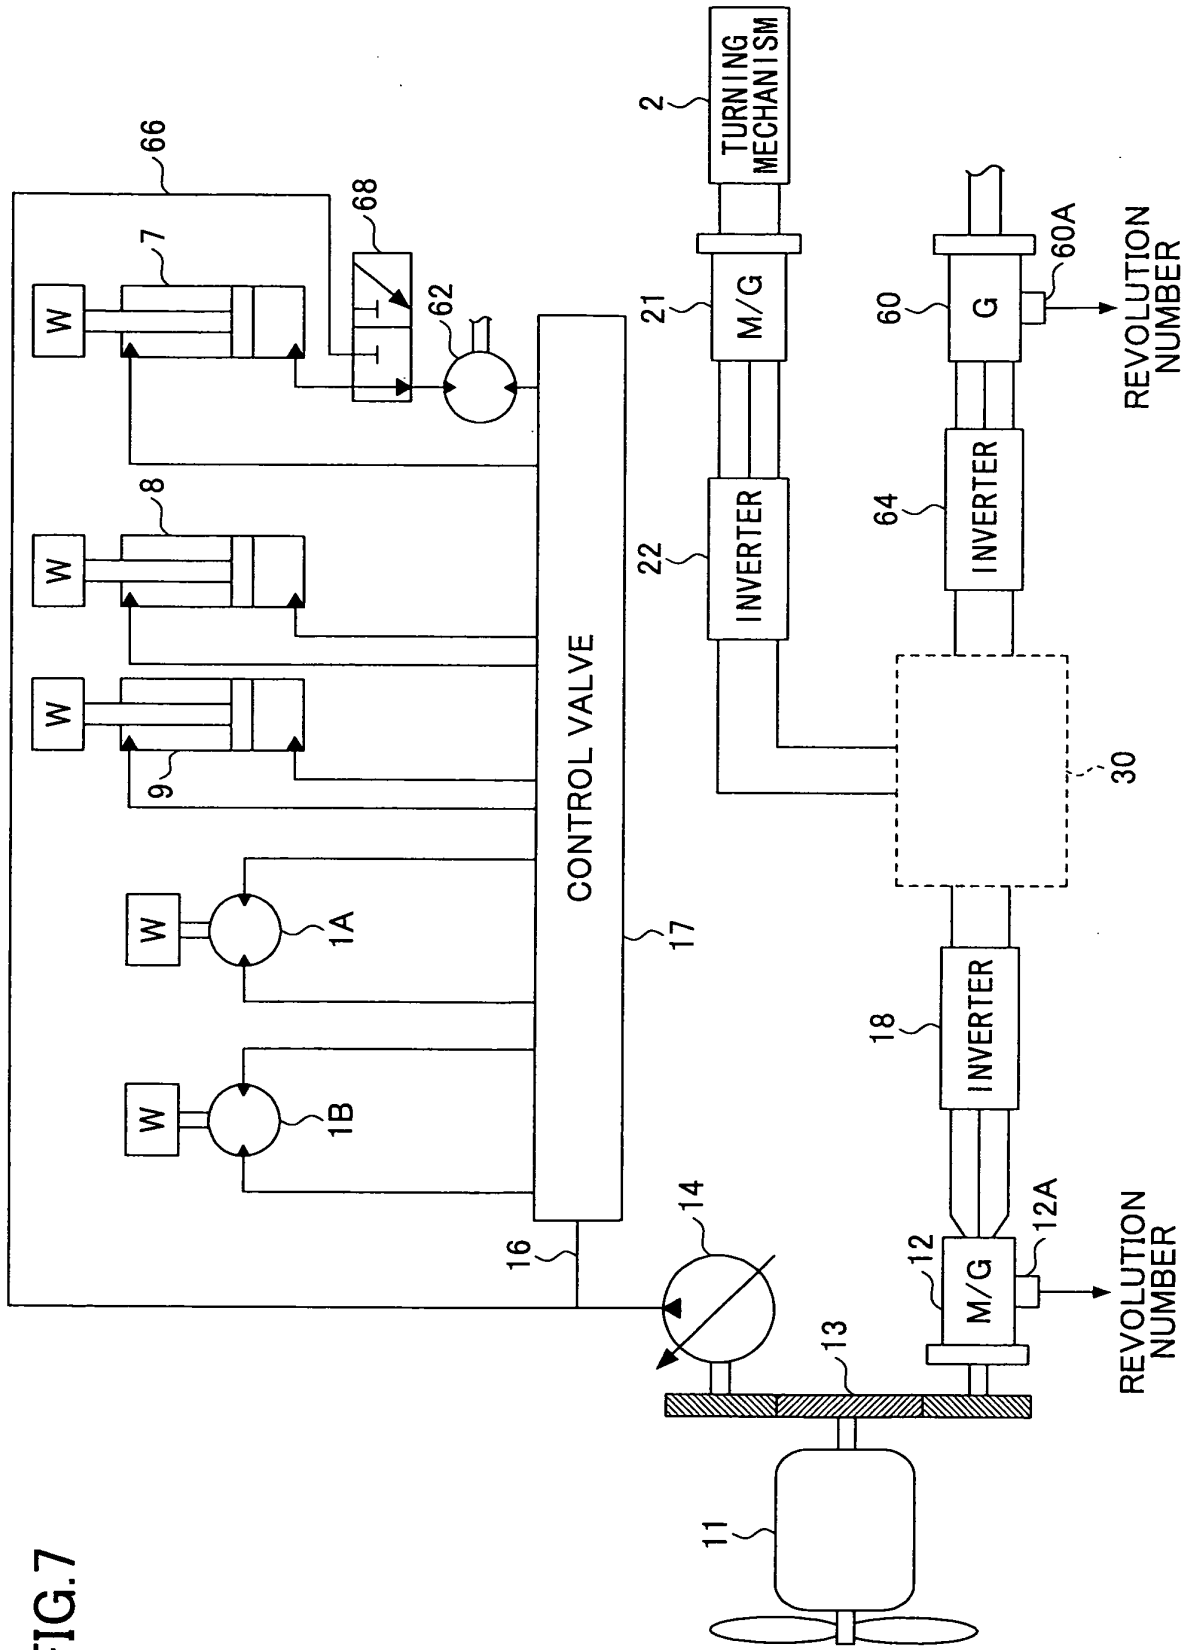 FIG.7
66
7
W
68
62
8
W
9
W
1A
W
1B
W
CONTROL VALVE
17
16
14
2
TURNING
MECHANISM
21
M/G
22
INVERTER
60
G
60A
REVOLUTION
NUMBER
64
INVERTER
30
18
INVERTER
12
M/G
12A
REVOLUTION
NUMBER
13
11